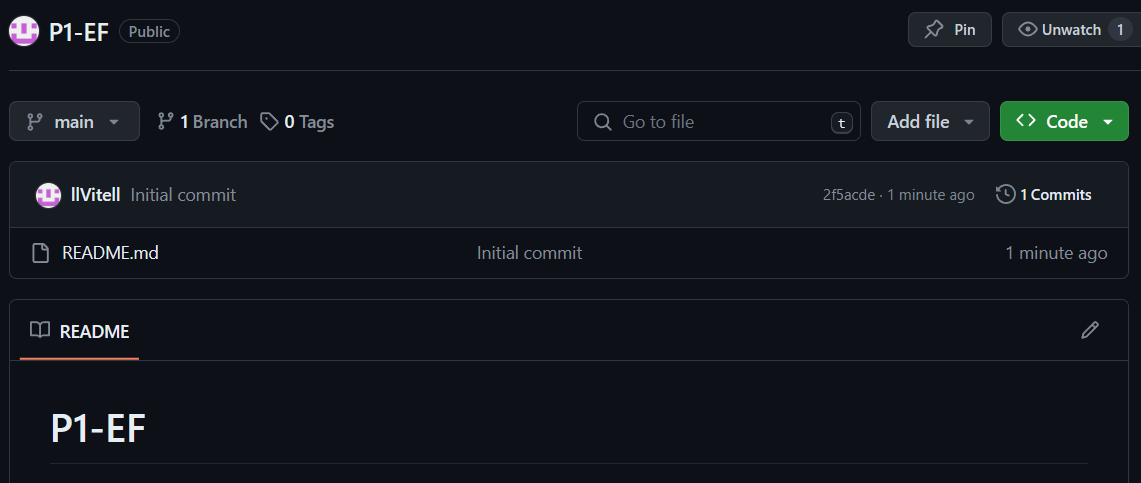 P1-EF Public Pin Unwatch 1
main 1 Branch 0 Tags Go to file t Add file Code
llVitell Initial commit 2f5acde · 1 minute ago 1 Commits
README.md Initial commit 1 minute ago
README
P1-EF